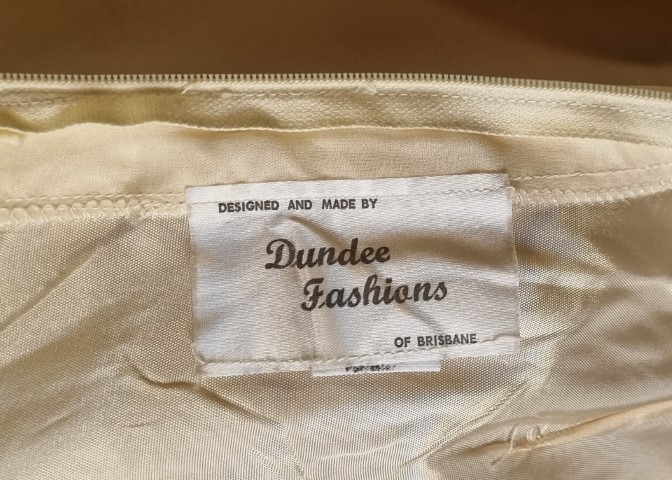 DESIGNED AND MADE BY
Dundee
Fashions
OF BRISBANE